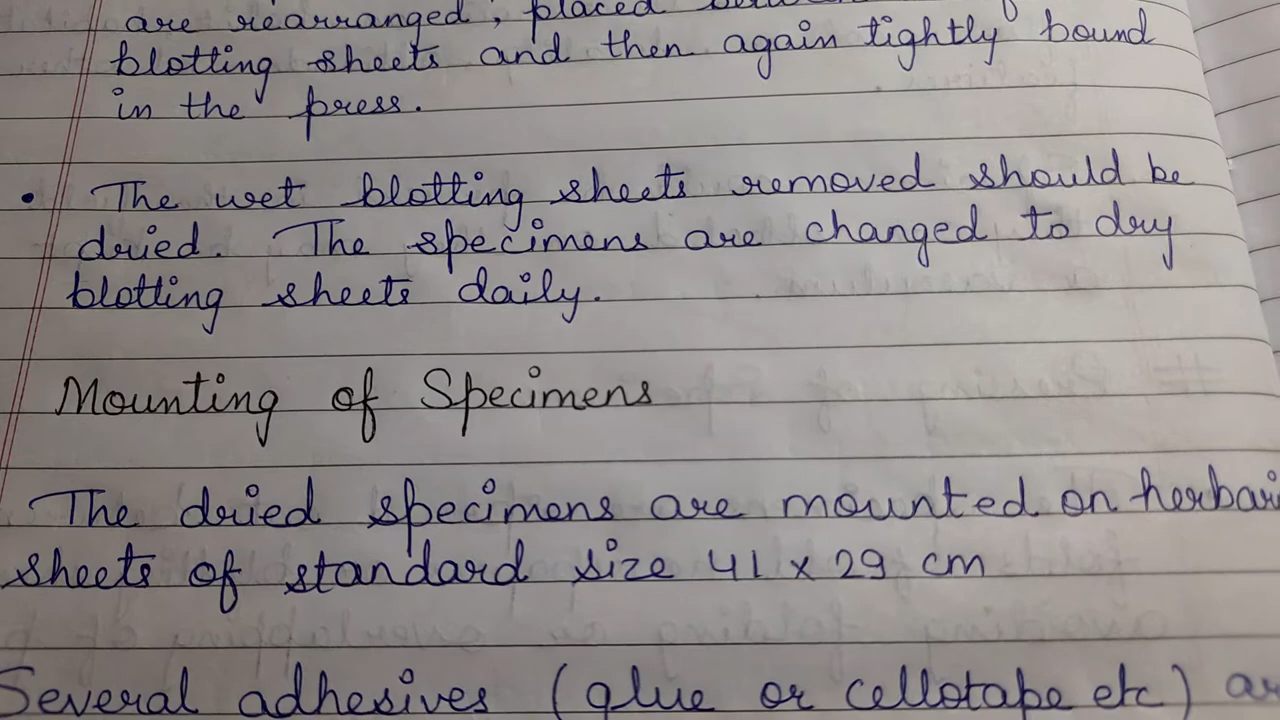 are rearranged, placed
blotting sheets and then again tightly bound
in the press.
• The wet blotting sheets removed should be
dried. The specimens are changed to dry
blotting sheets daily.
Mounting of Specimens
The dried specimens are mounted on herbari
sheets of standard size 41 x 29 cm
Several adhesives (glue or cellotape etc) ar